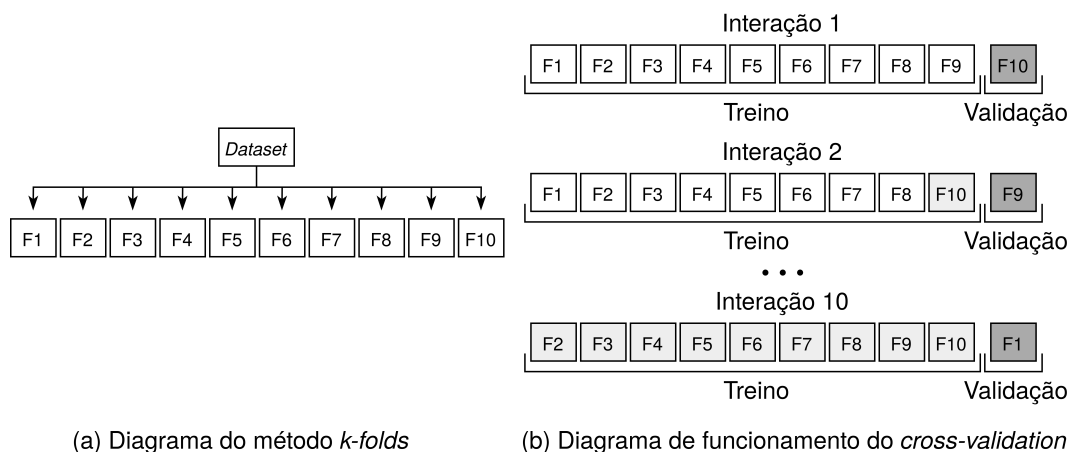 Dataset
F1 F2 F3 F4 F5 F6 F7 F8 F9 F10
(a) Diagrama do método k-folds
Interação 1
F1 F2 F3 F4 F5 F6 F7 F8 F9 F10
Treino Validação
Interação 2
F1 F2 F3 F4 F5 F6 F7 F8 F10 F9
Treino Validação
• • •
Interação 10
F2 F3 F4 F5 F6 F7 F8 F9 F10 F1
Treino Validação
(b) Diagrama de funcionamento do cross-validation